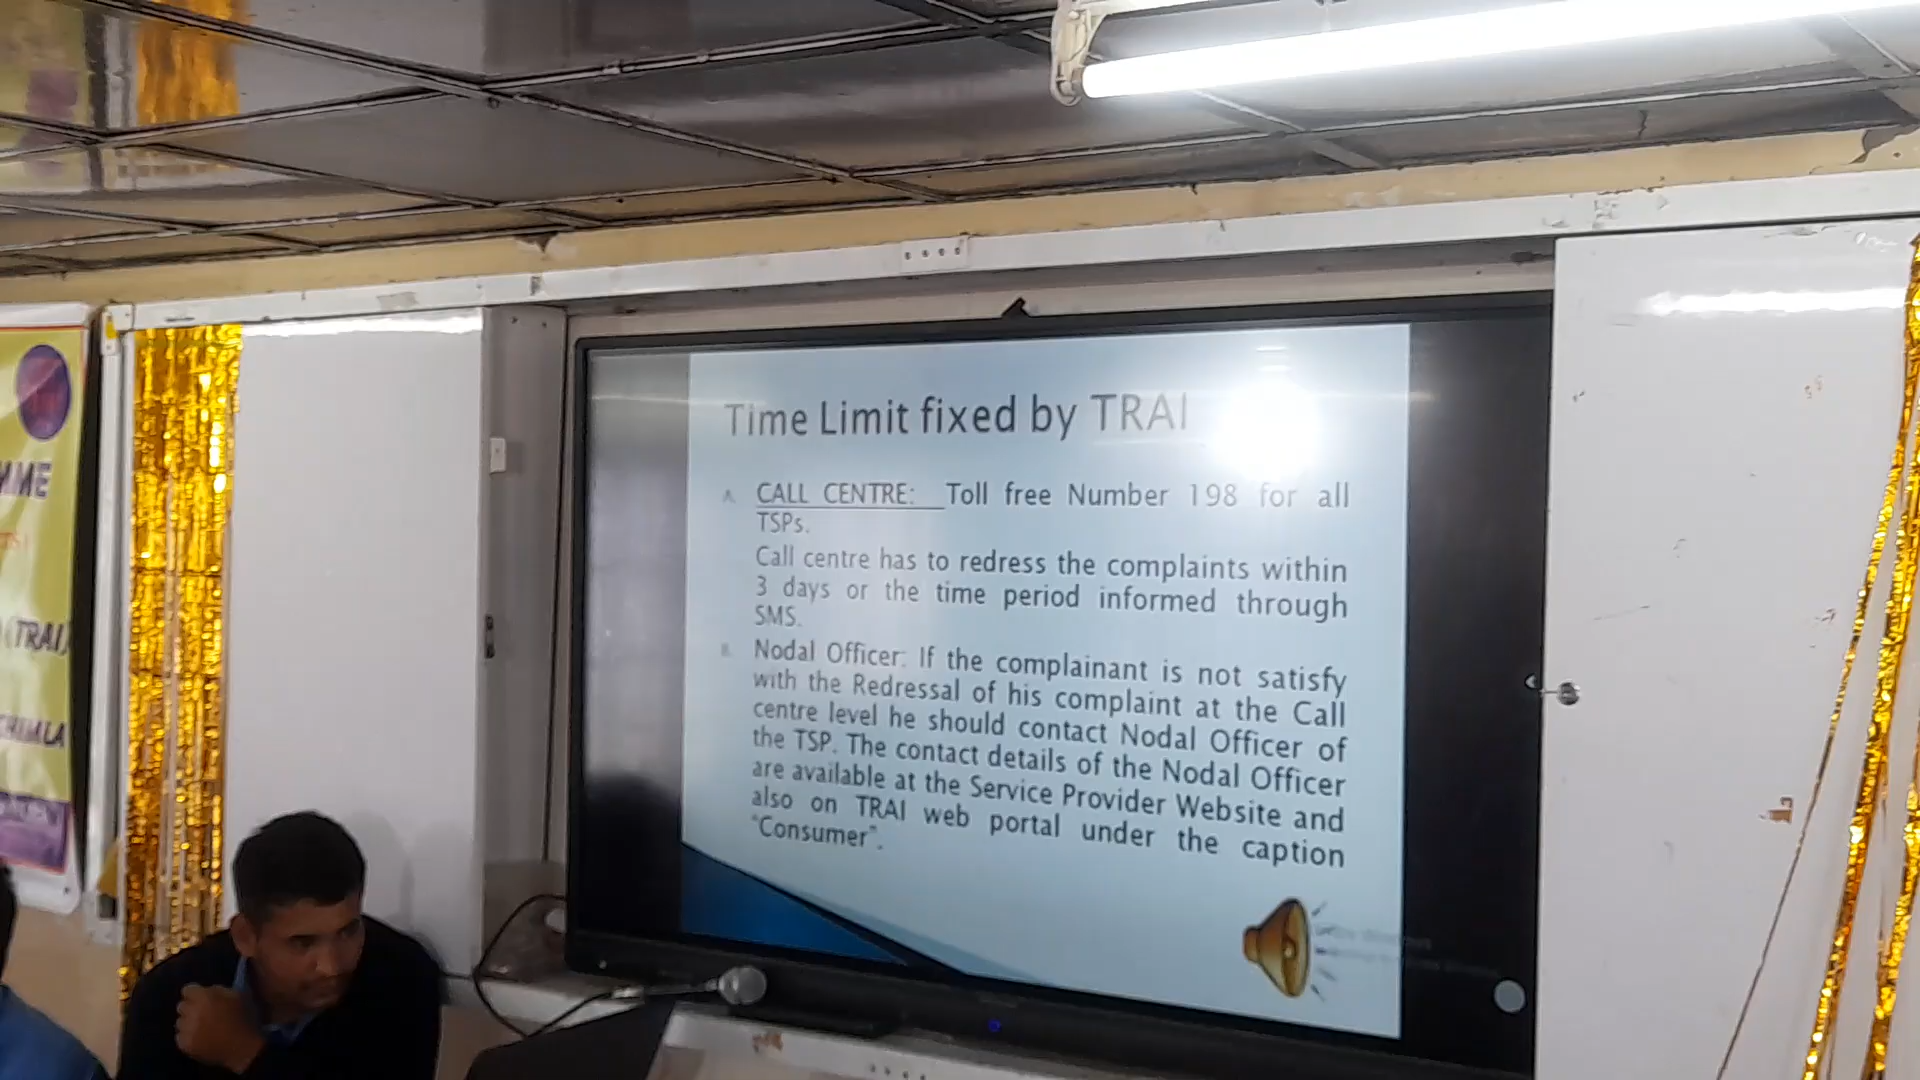 Time Limit fixed by TRAI
A. CALL CENTRE: Toll free Number 198 for all
TSPs.
Call centre has to redress the complaints within
3 days or the time period informed through
SMS.
B. Nodal Officer: If the complainant is not satisfy
with the Redressal of his complaint at the Call
centre level he should contact Nodal Officer of
the TSP. The contact details of the Nodal Officer
are available at the Service Provider Website and
also on TRAI web portal under the caption
"Consumer".
MME
(TRAI)